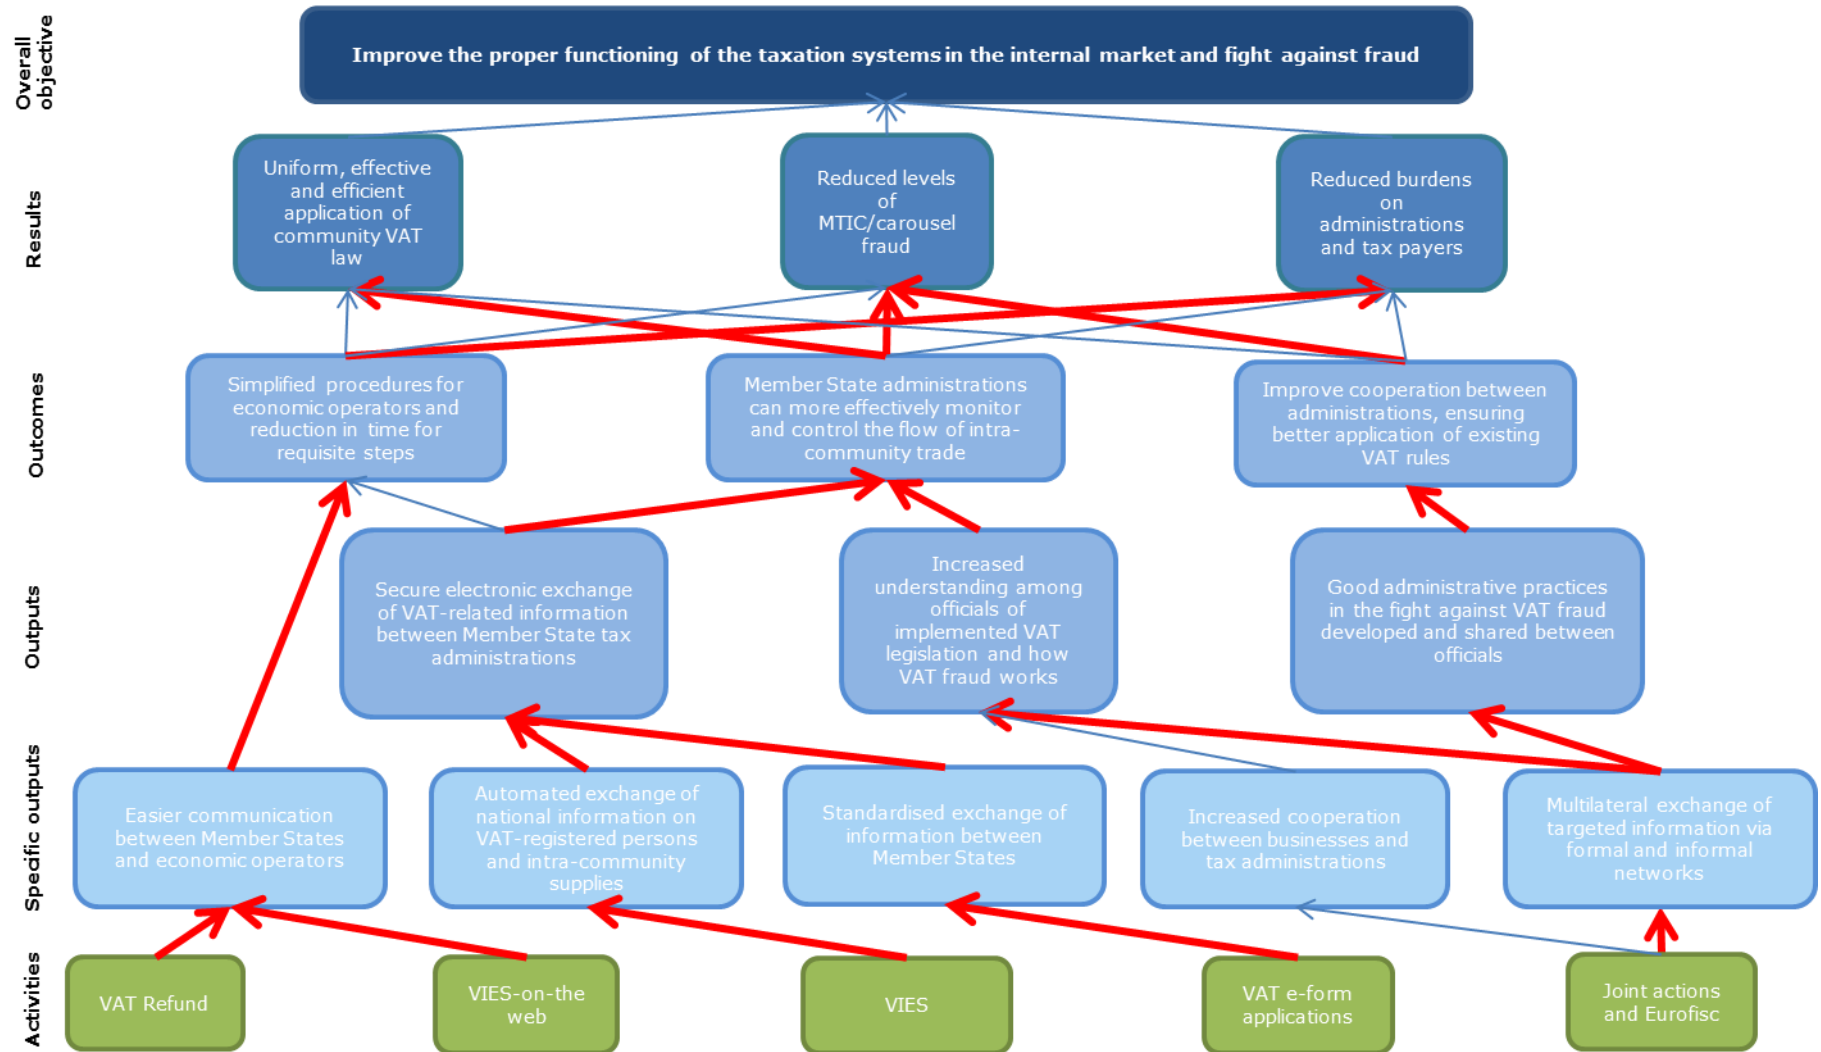 Overall
objective
Improve the proper functioning of the taxation systems in the internal market and fight against fraud
Results
Uniform, effective
and efficient
application of
community VAT
law
Reduced levels
of
MTIC/carousel
fraud
Reduced burdens
on
administrations
and tax payers
Outcomes
Simplified procedures for
economic operators and
reduction in time for
requisite steps
Member State administrations
can more effectively monitor
and control the flow of intra-
community trade
Improve cooperation between
administrations, ensuring
better application of existing
VAT rules
Outputs
Secure electronic exchange
of VAT-related information
between Member State tax
administrations
Increased
understanding among
officials of
implemented VAT
legislation and how
VAT fraud works
Good administrative practices
in the fight against VAT fraud
developed and shared between
officials
Specific outputs
Easier communication
between Member States
and economic operators
Automated exchange of
national information on
VAT-registered persons
and intra-community
supplies
Standardised exchange of
information between
Member States
Increased cooperation
between businesses and
tax administrations
Multilateral exchange of
targeted information via
formal and informal
networks
Activities
VAT Refund
VIES-on-the
web
VIES
VAT e-form
applications
Joint actions
and Eurofisc